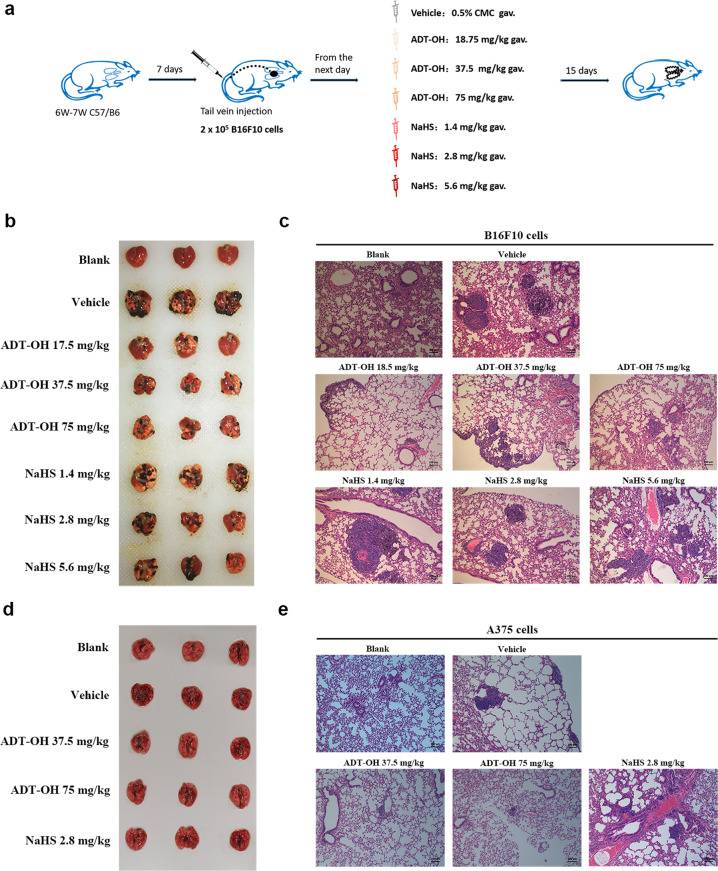 a
Vehicle: 0.5% CMC gav.
ADT-OH: 18.75 mg/kg gav.
ADT-OH: 37.5 mg/kg gav.
ADT-OH: 75 mg/kg gav.
NaHS: 1.4 mg/kg gav.
NaHS: 2.8 mg/kg gav.
NaHS: 5.6 mg/kg gav.
6W-7W C57/B6
7 days
Tail vein injection
2 x 10⁵ B16F10 cells
From the
next day
15 days
b
Blank
Vehicle
ADT-OH 17.5 mg/kg
ADT-OH 37.5 mg/kg
ADT-OH 75 mg/kg
NaHS 1.4 mg/kg
NaHS 2.8 mg/kg
NaHS 5.6 mg/kg
c
B16F10 cells
Blank Vehicle
ADT-OH 18.5 mg/kg ADT-OH 37.5 mg/kg ADT-OH 75 mg/kg
NaHS 1.4 mg/kg NaHS 2.8 mg/kg NaHS 5.6 mg/kg
d
Blank
Vehicle
ADT-OH 37.5 mg/kg
ADT-OH 75 mg/kg
NaHS 2.8 mg/kg
e
A375 cells
Blank Vehicle
ADT-OH 37.5 mg/kg ADT-OH 75 mg/kg NaHS 2.8 mg/kg